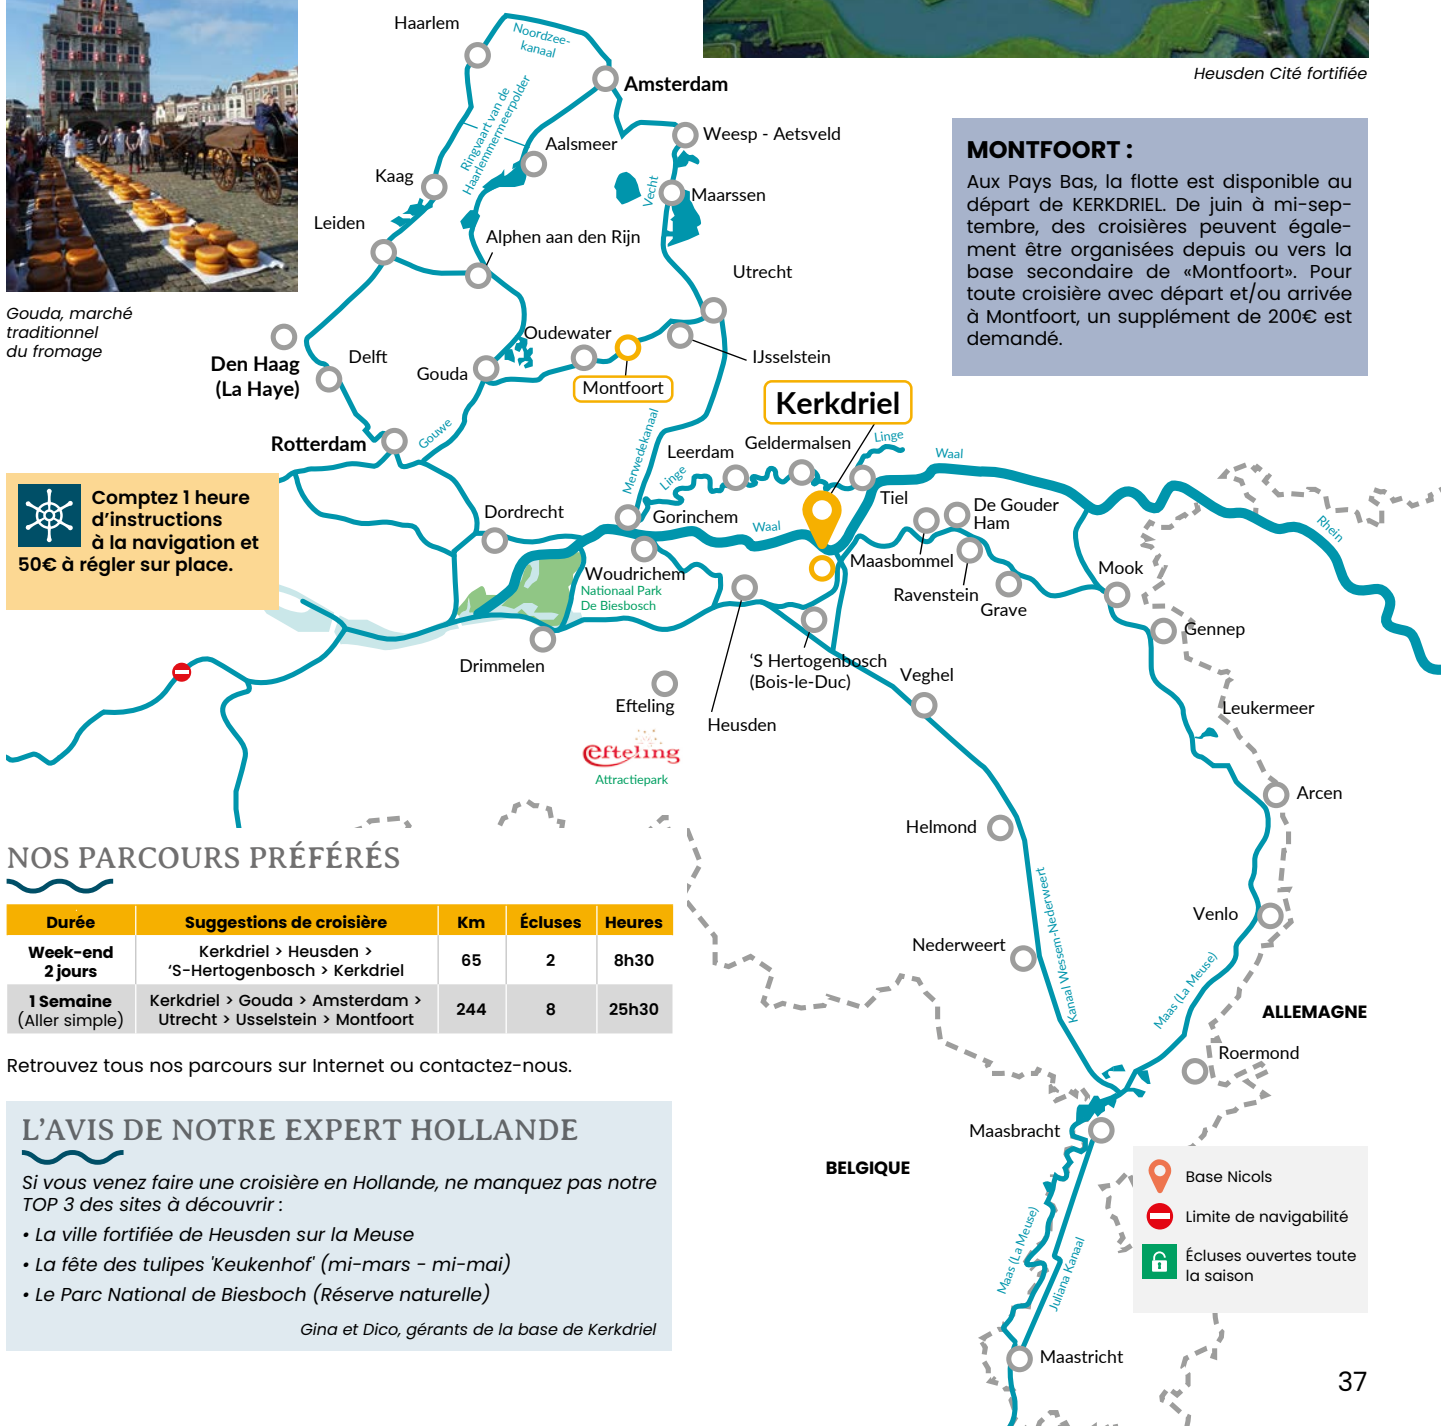 Gouda, marché
traditionnel
du fromage
Heusden Cité fortifiée
MONTFOORT :
Aux Pays Bas, la flotte est disponible au
départ de KERKDRIEL. De juin à mi-sep-
tembre, des croisières peuvent égale-
ment être organisées depuis ou vers la
base secondaire de «Montfoort». Pour
toute croisière avec départ et/ou arrivée
à Montfoort, un supplément de 200€ est
demandé.
Haarlem
Noordzee-
kanaal
Amsterdam
Ringvaart van de
Haarlemmermeerpolder
Aalsmeer
Weesp - Aetsveld
Kaag
Vecht
Maarssen
Leiden
Alphen aan den Rijn
Utrecht
Oudewater
Den Haag
(La Haye)
Delft
Gouda
IJsselstein
Montfoort
Kerkdriel
Rotterdam
Gouwe
Merwedekanaal
Leerdam
Geldermalsen
Linge
Linge
Waal
Comptez 1 heure
d'instructions
à la navigation et
50€ à régler sur place.
Dordrecht
Gorinchem
Waal
Tiel
De Gouder
Ham
Rhein
Woudrichem
Nationaal Park
De Biesbosch
Maasbommel
Ravenstein
Grave
Mook
Gennep
Drimmelen
'S Hertogenbosch
(Bois-le-Duc)
Veghel
Efteling
Heusden
Leukermeer
efteling
Attractiepark
Arcen
Helmond
Kanaal Wessem-Nederweert
Venlo
Nederweert
Maas (La Meuse)
ALLEMAGNE
Roermond
Maasbracht
BELGIQUE
Maas (La Meuse)
Juliana Kanaal
Maastricht
NOS PARCOURS PRÉFÉRÉS
Durée Suggestions de croisière Km Écluses Heures
Week-end
2 jours
Kerkdriel > Heusden >
'S-Hertogenbosch > Kerkdriel
65 2 8h30
1 Semaine
(Aller simple)
Kerkdriel > Gouda > Amsterdam >
Utrecht > Usselstein > Montfoort
244 8 25h30
Retrouvez tous nos parcours sur Internet ou contactez-nous.
L'AVIS DE NOTRE EXPERT HOLLANDE
Si vous venez faire une croisière en Hollande, ne manquez pas notre
TOP 3 des sites à découvrir :
• La ville fortifiée de Heusden sur la Meuse
• La fête des tulipes 'Keukenhof' (mi-mars - mi-mai)
• Le Parc National de Biesboch (Réserve naturelle)
Gina et Dico, gérants de la base de Kerkdriel
Base Nicols
Limite de navigabilité
Écluses ouvertes toute
la saison
37